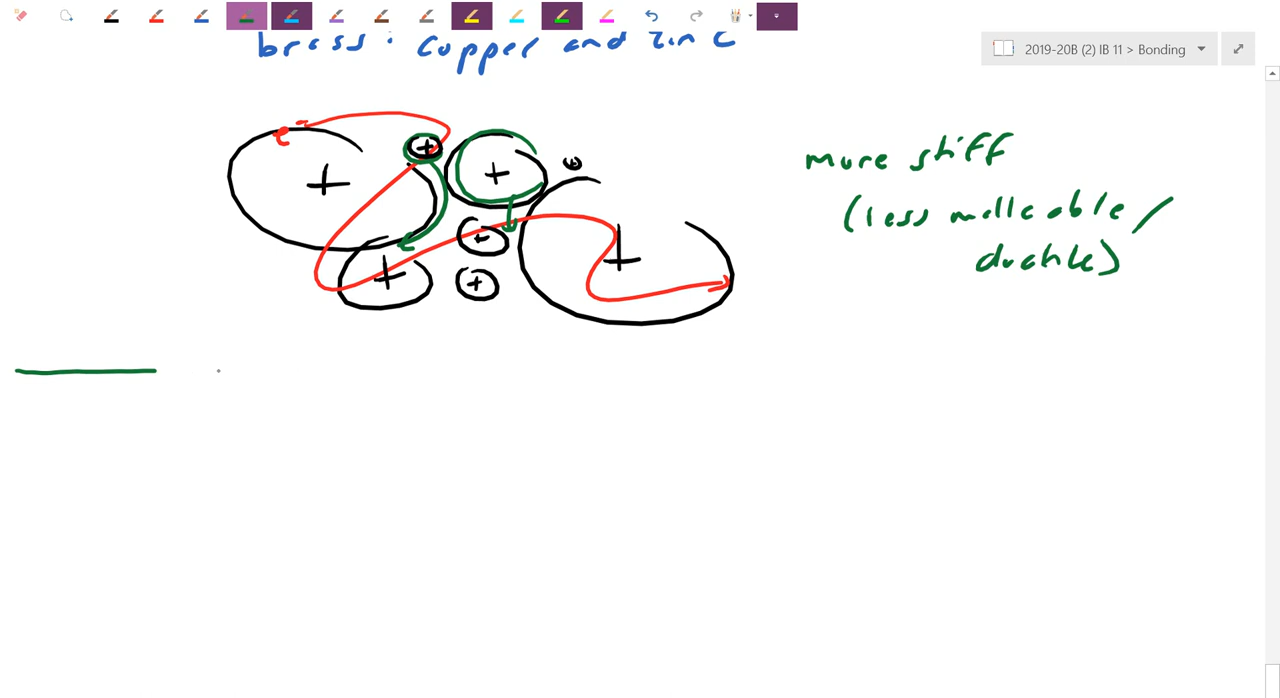 brass : copper and zinc
2019-20B (2) IB 11 > Bonding
e + + +
+ + + +
more stiff
(less malleable /
ductile)